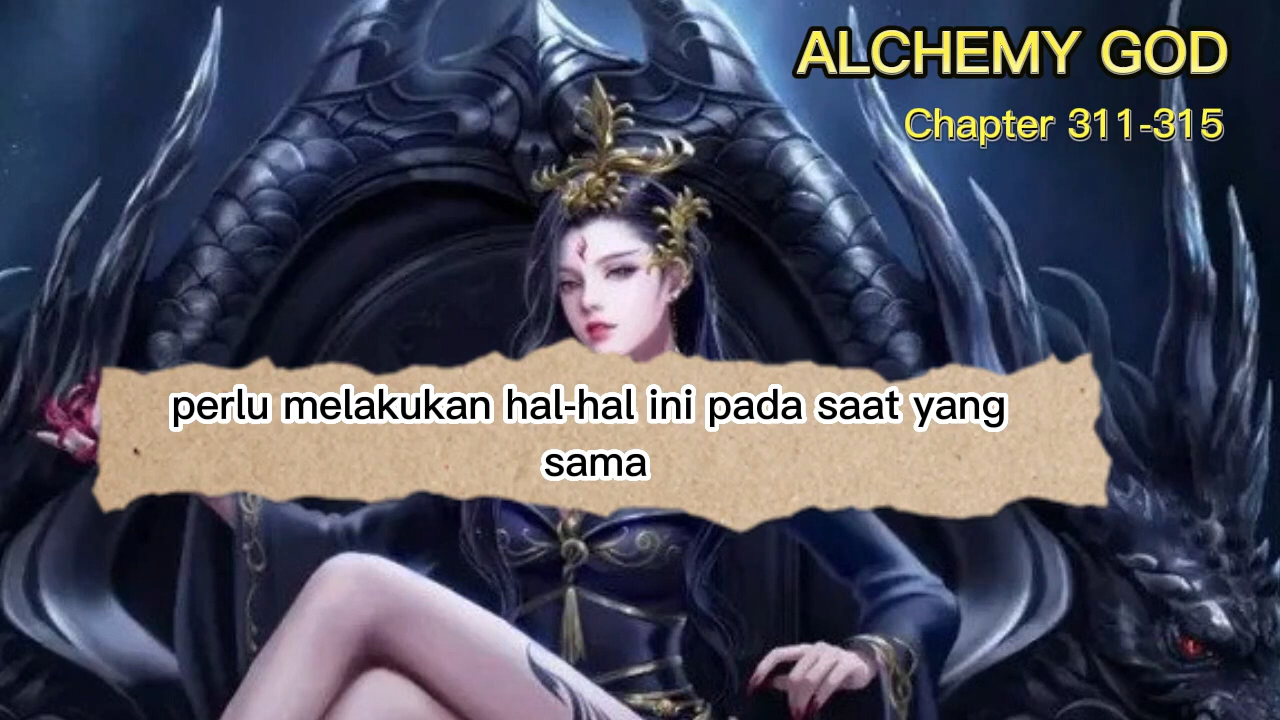 ALCHEMY GOD
Chapter 311-315
perlu melakukan hal-hal ini pada saat yang
sama